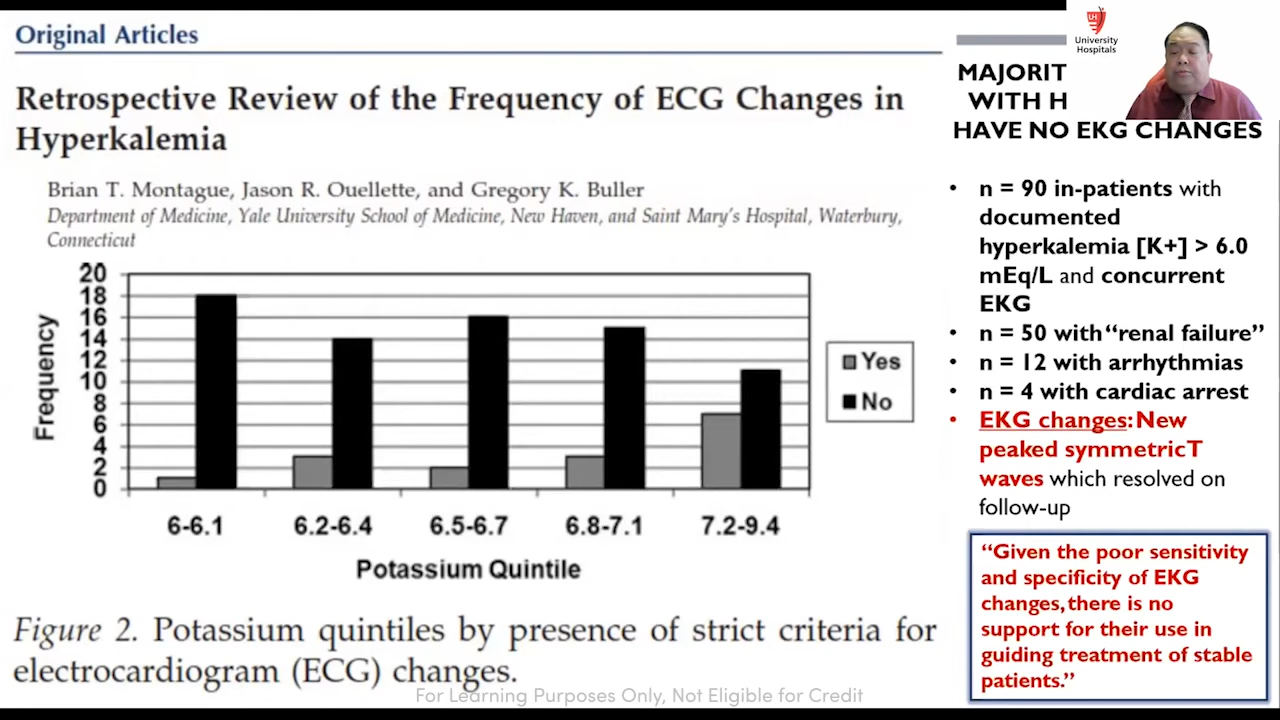 Original Articles
Retrospective Review of the Frequency of ECG Changes in
Hyperkalemia
Brian T. Montague, Jason R. Ouellette, and Gregory K. Buller
Department of Medicine, Yale University School of Medicine, New Haven, and Saint Mary's Hospital, Waterbury,
Connecticut
20
18
16
14
12
10
8
6
4
2
0
Frequency
6-6.1 6.2-6.4 6.5-6.7 6.8-7.1 7.2-9.4
Potassium Quintile
Yes
No
Figure 2. Potassium quintiles by presence of strict criteria for
electrocardiogram (ECG) changes.
University
Hospitals
MAJORIT
WITH H
HAVE NO EKG CHANGES
• n = 90 in-patients with
documented
hyperkalemia [K+] > 6.0
mEq/L and concurrent
EKG
• n = 50 with “renal failure”
• n = 12 with arrhythmias
• n = 4 with cardiac arrest
• EKG changes: New
peaked symmetric T
waves which resolved on
follow-up
“Given the poor sensitivity
and specificity of EKG
changes, there is no
support for their use in
guiding treatment of stable
patients.”
For Learning Purposes Only, Not Eligible for Credit